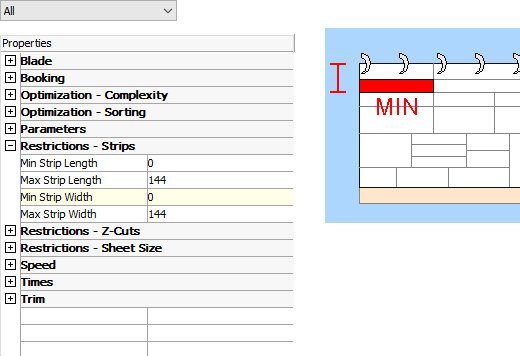 All
Properties
Blade
Booking
Optimization - Complexity
Optimization - Sorting
Parameters
Restrictions - Strips
Min Strip Length 0
Max Strip Length 144
Min Strip Width 0
Max Strip Width 144
Restrictions - Z-Cuts
Restrictions - Sheet Size
Speed
Times
Trim
MIN